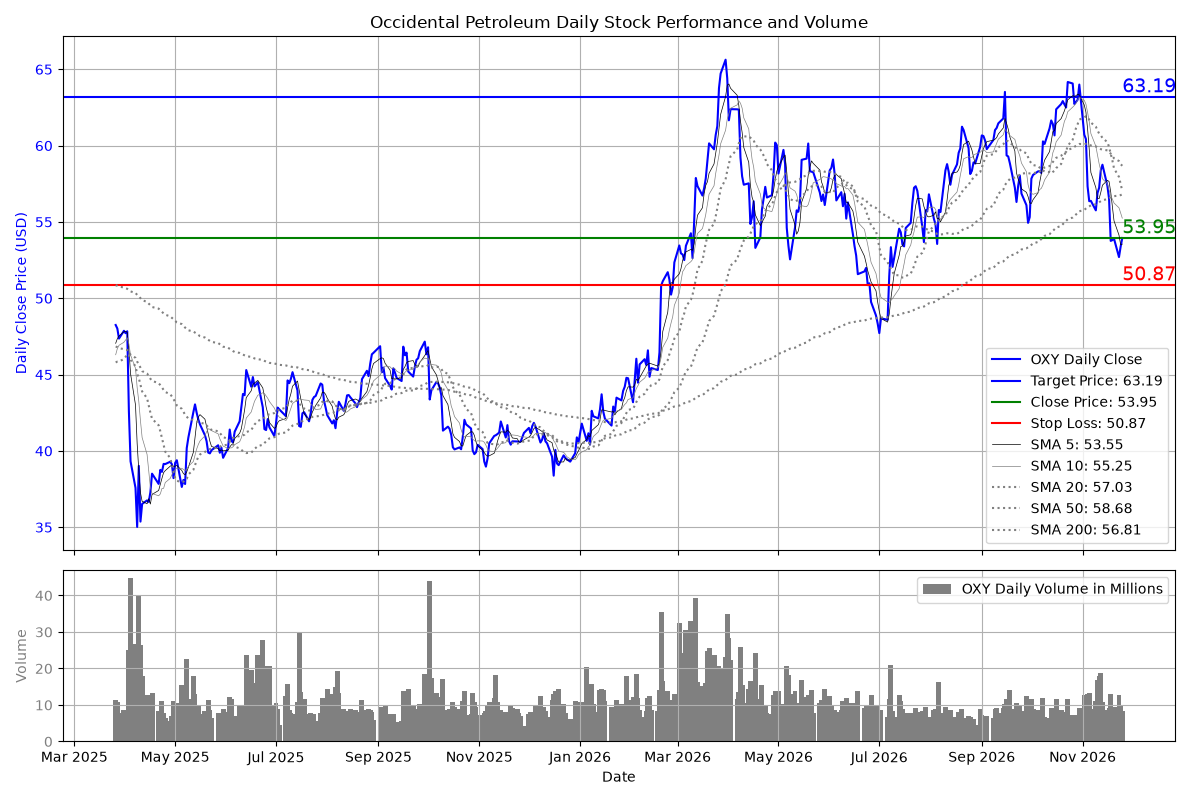 Occidental Petroleum Daily Stock Performance and Volume
Daily Close Price (USD)
65
60
55
50
45
40
35
63.19
53.95
50.87
OXY Daily Close
Target Price: 63.19
Close Price: 53.95
Stop Loss: 50.87
SMA 5: 53.55
SMA 10: 55.25
SMA 20: 57.03
SMA 50: 58.68
SMA 200: 56.81
Volume
40
30
20
10
0
OXY Daily Volume in Millions
Mar 2025
May 2025
Jul 2025
Sep 2025
Nov 2025
Jan 2026
Mar 2026
May 2026
Jul 2026
Sep 2026
Nov 2026
Date